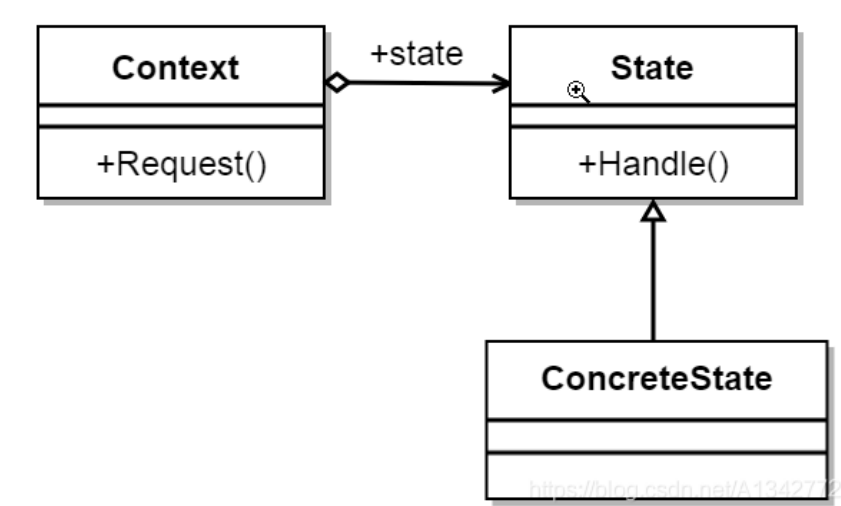 Context
+state
State
+Request()
+Handle()
ConcreteState
https://blog.csdn.net/A1342772